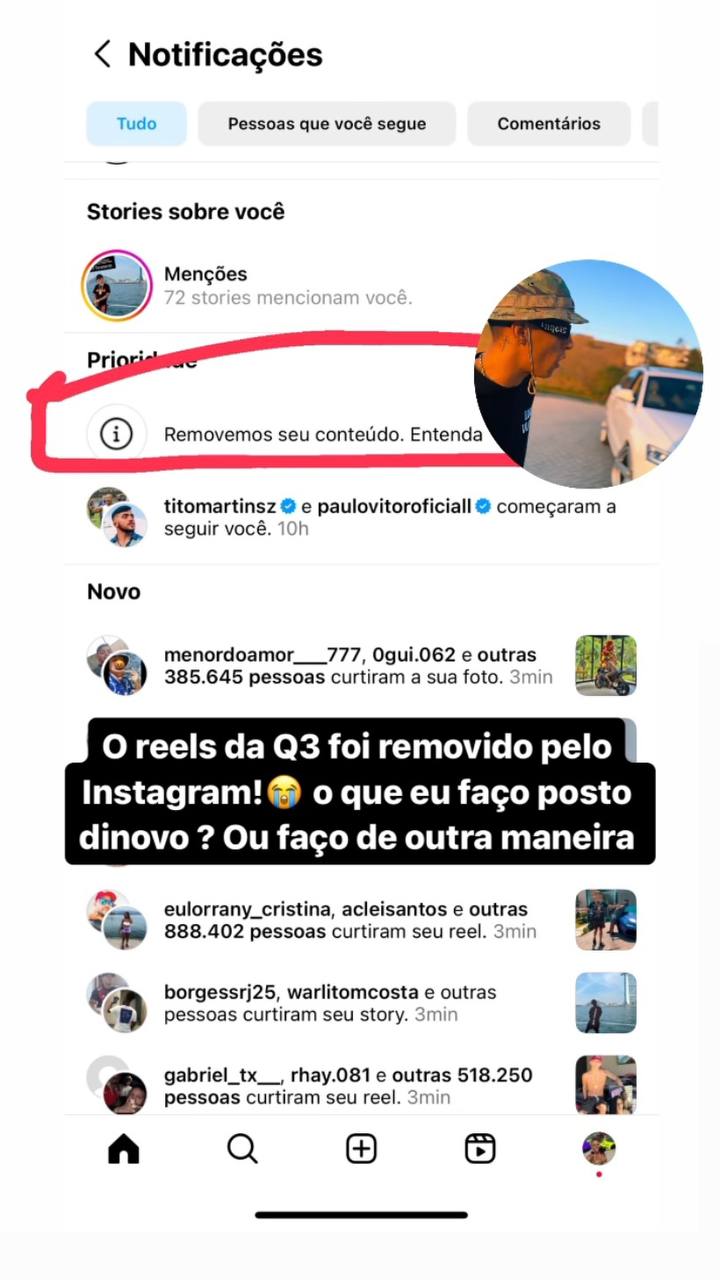 Notificações
Tudo
Pessoas que você segue
Comentários
Stories sobre você
Menções
72 stories mencionam você.
Prioridade
Removemos seu conteúdo. Entenda
titomartinsz e paulovitoroficiall começaram a
seguir você. 10h
Novo
menordoamor___777, 0gui.062 e outras
385.645 pessoas curtiram a sua foto. 3min
O reels da Q3 foi removido pelo
Instagram!😭 o que eu faço posto
dinovo ? Ou faço de outra maneira
eulorrany_cristina, acleisantos e outras
888.402 pessoas curtiram seu reel. 3min
borgessrj25, warlitomcosta e outras
pessoas curtiram seu story. 3min
gabriel_tx__, rhay.081 e outras 518.250
pessoas curtiram seu reel. 3min